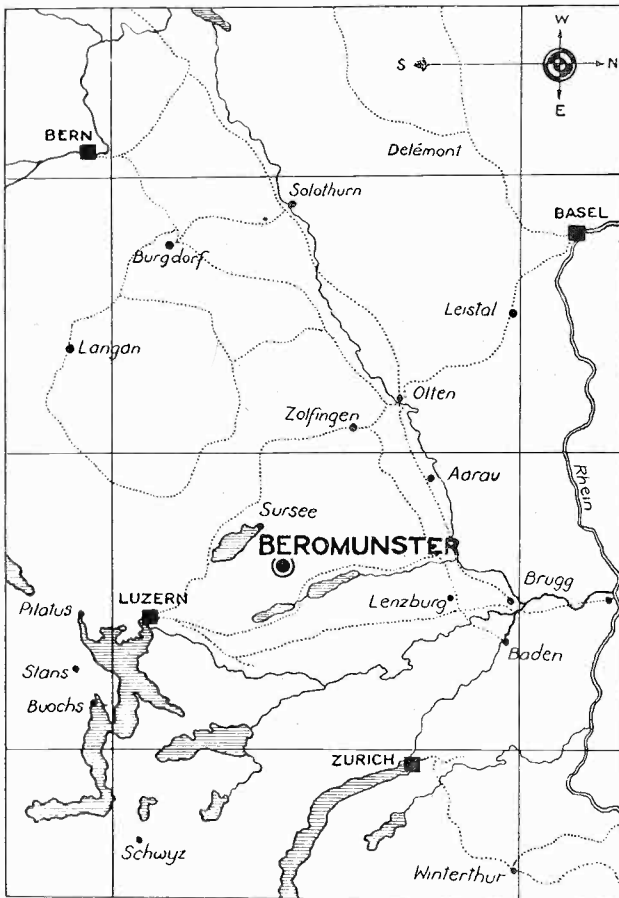 W
S N
E
BERN
Delémont
Solothurn
BASEL
Burgdorf
Leistal
Langan
Olten
Zolfingen
Aarau
Rhein
Sursee
BEROMUNSTER
Brugg
Pilatus
LUZERN
Lenzburg
Baden
Stans
Buochs
ZURICH
Schwyz
Winterthur